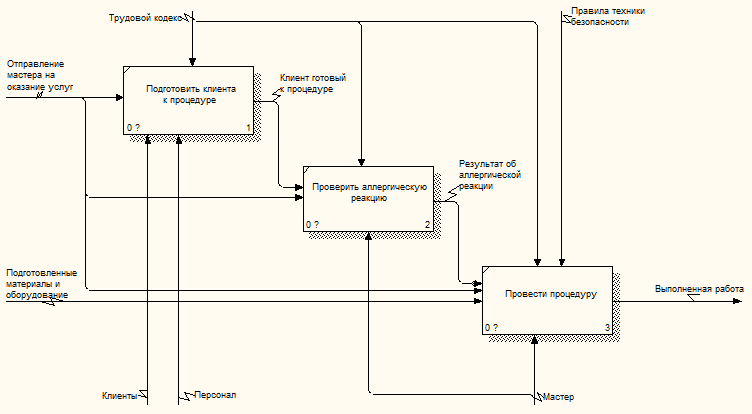 Трудовой кодекс
Правила техники
безопасности
Отправление
мастера на
оказание услуг
Подготовить клиента
к процедуре
0 ?
1
Клиент готовый
к процедуре
Проверить аллергическую
реакцию
0 ?
2
Результат об
аллергической
реакции
Подготовленные
материалы и
оборудование
Провести процедуру
0 ?
3
Выполненная работа
Клиенты
Персонал
Мастер